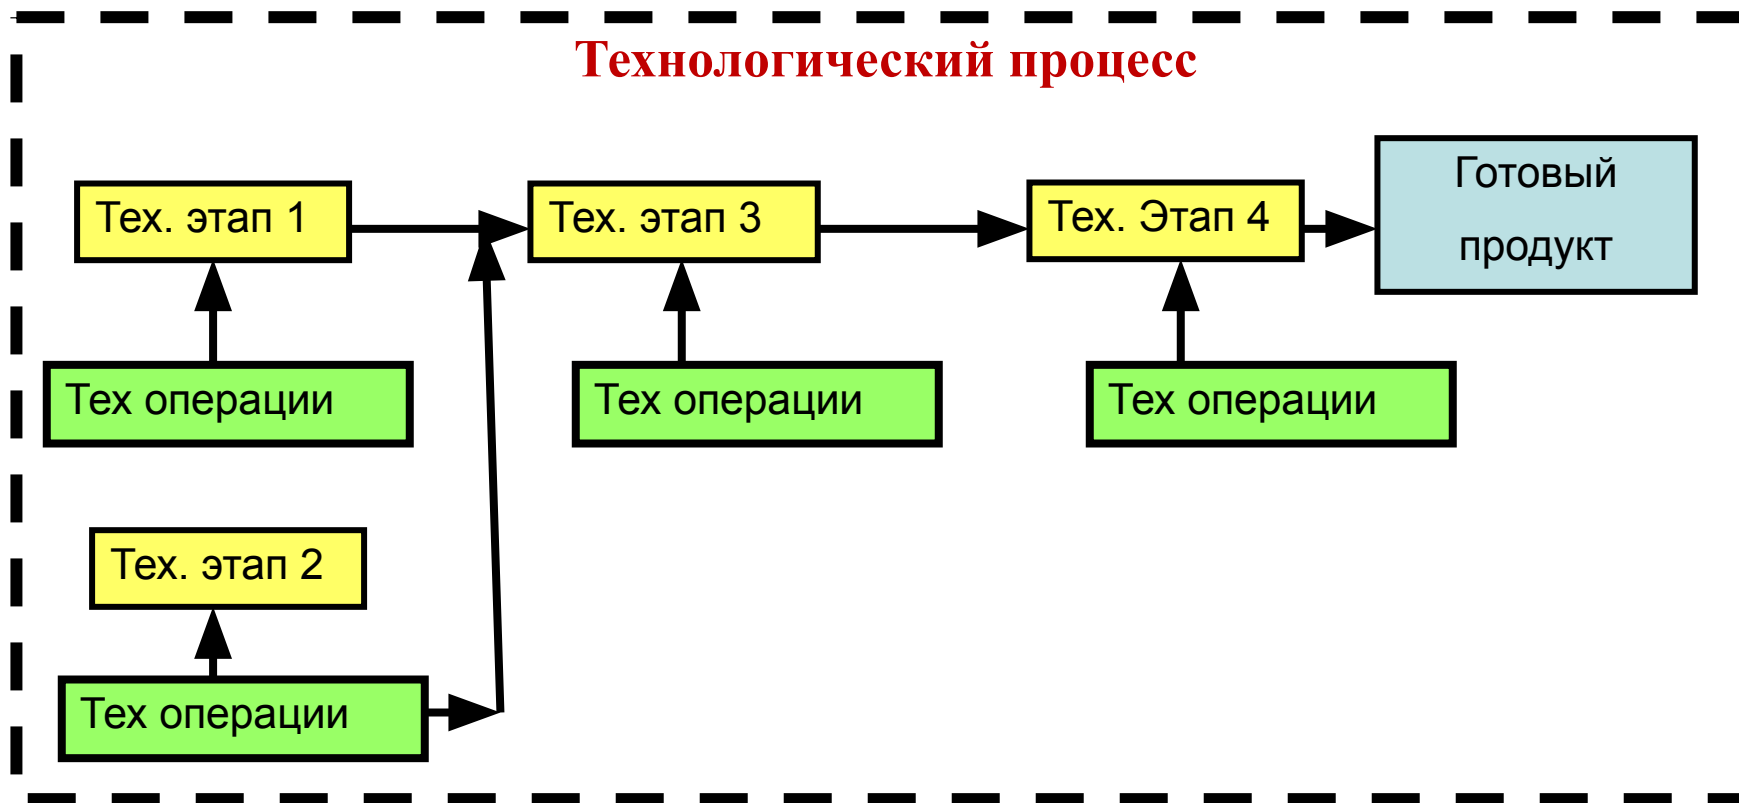 Технологический процесс
Тех. этап 1
Тех. этап 3
Тех. Этап 4
Готовый
продукт
Тех операции
Тех операции
Тех операции
Тех. этап 2
Тех операции